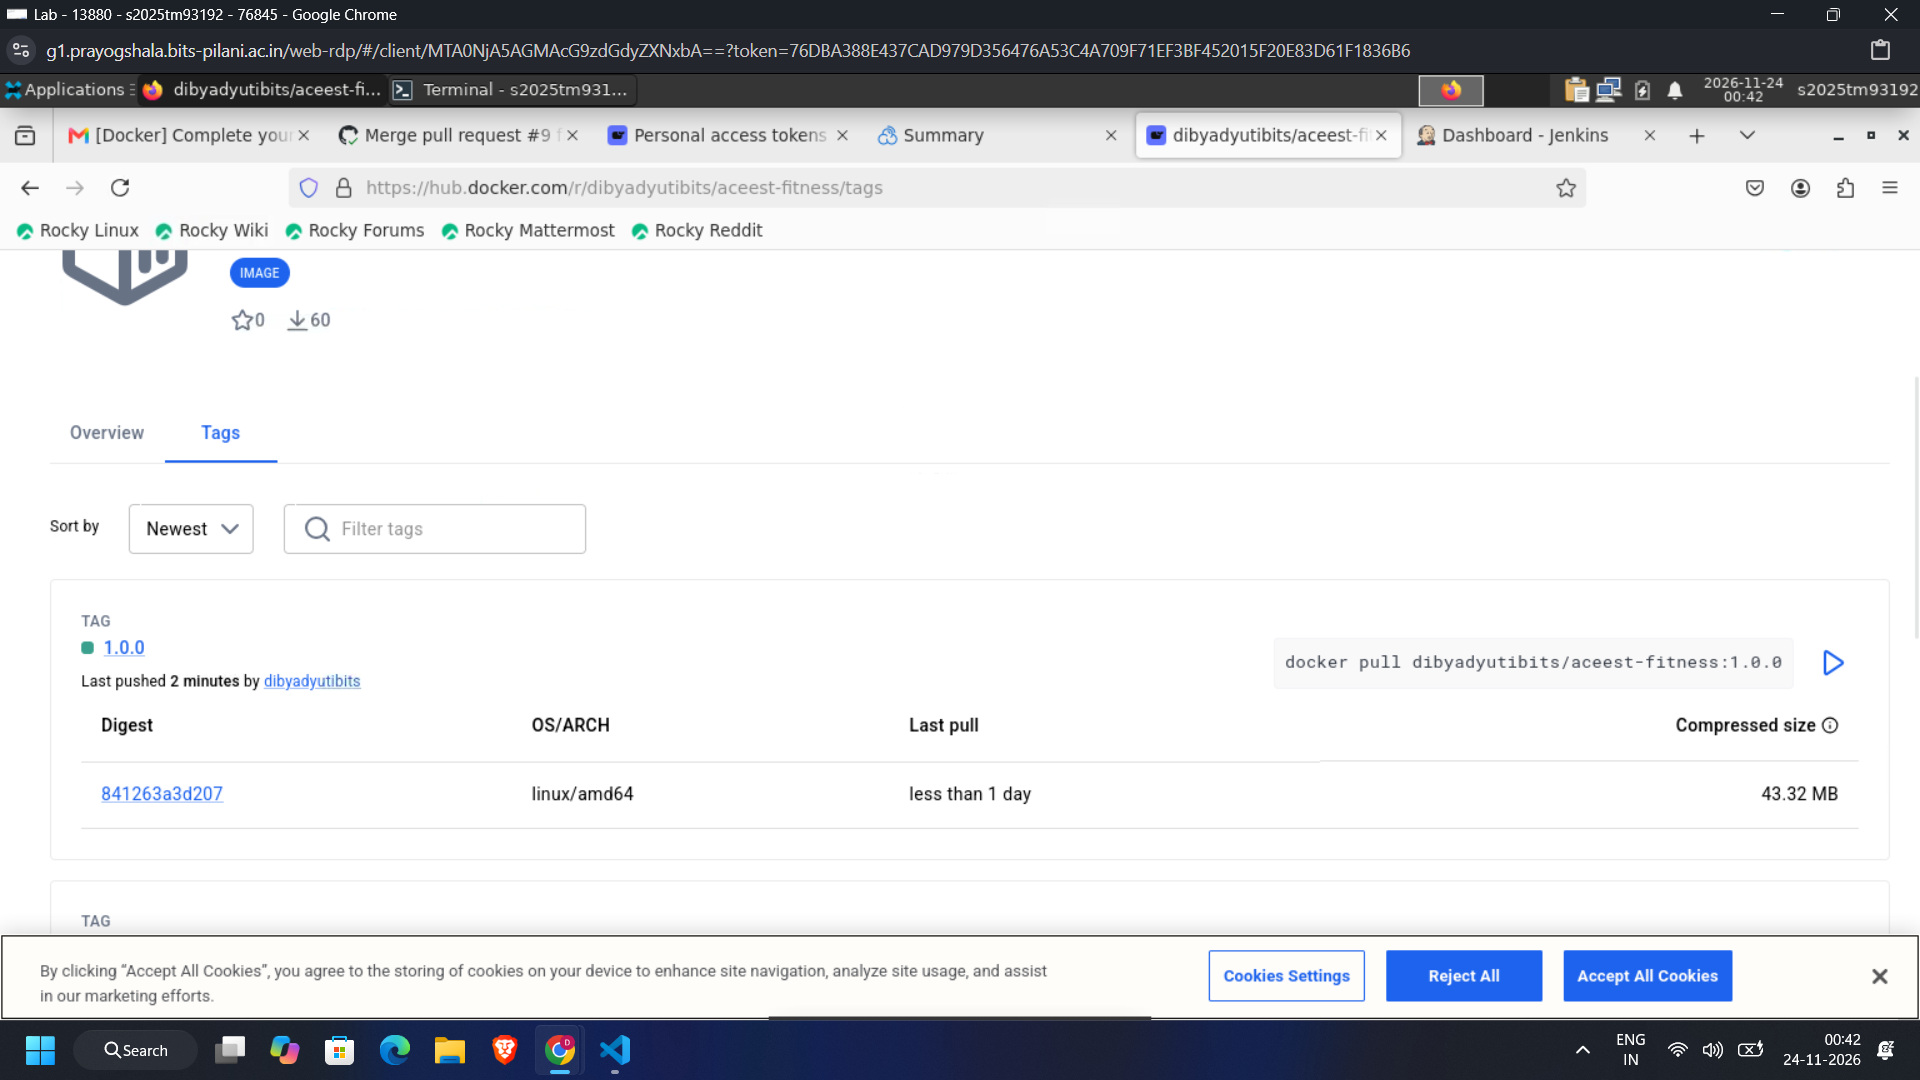 Lab - 13880 - s2025tm93192 - 76845 - Google Chrome
g1.prayogshala.bits-pilani.ac.in/web-rdp/#/client/MTA0NjA5AGMAcG9zdGdyZXNxbA==?token=76DBA388E437CAD979D356476A53C4A709F71EF3BF452015F20E83D61F1836B6
Applications dibyadyutibits/aceest-fi... Terminal - s2025tm931... 2026-11-24 00:42 s2025tm93192
[Docker] Complete your Merge pull request #9 f Personal access tokens Summary dibyadyutibits/aceest-fi Dashboard - Jenkins
https://hub.docker.com/r/dibyadyutibits/aceest-fitness/tags
Rocky Linux Rocky Wiki Rocky Forums Rocky Mattermost Rocky Reddit
IMAGE
0 60
Overview Tags
Sort by Newest Filter tags
TAG
1.0.0
docker pull dibyadyutibits/aceest-fitness:1.0.0
Last pushed 2 minutes by dibyadyutibits
Digest OS/ARCH Last pull Compressed size
841263a3d207 linux/amd64 less than 1 day 43.32 MB
TAG
By clicking “Accept All Cookies”, you agree to the storing of cookies on your device to enhance site navigation, analyze site usage, and assist
in our marketing efforts.
Cookies Settings Reject All Accept All Cookies
Search
ENG
IN
00:42
24-11-2026